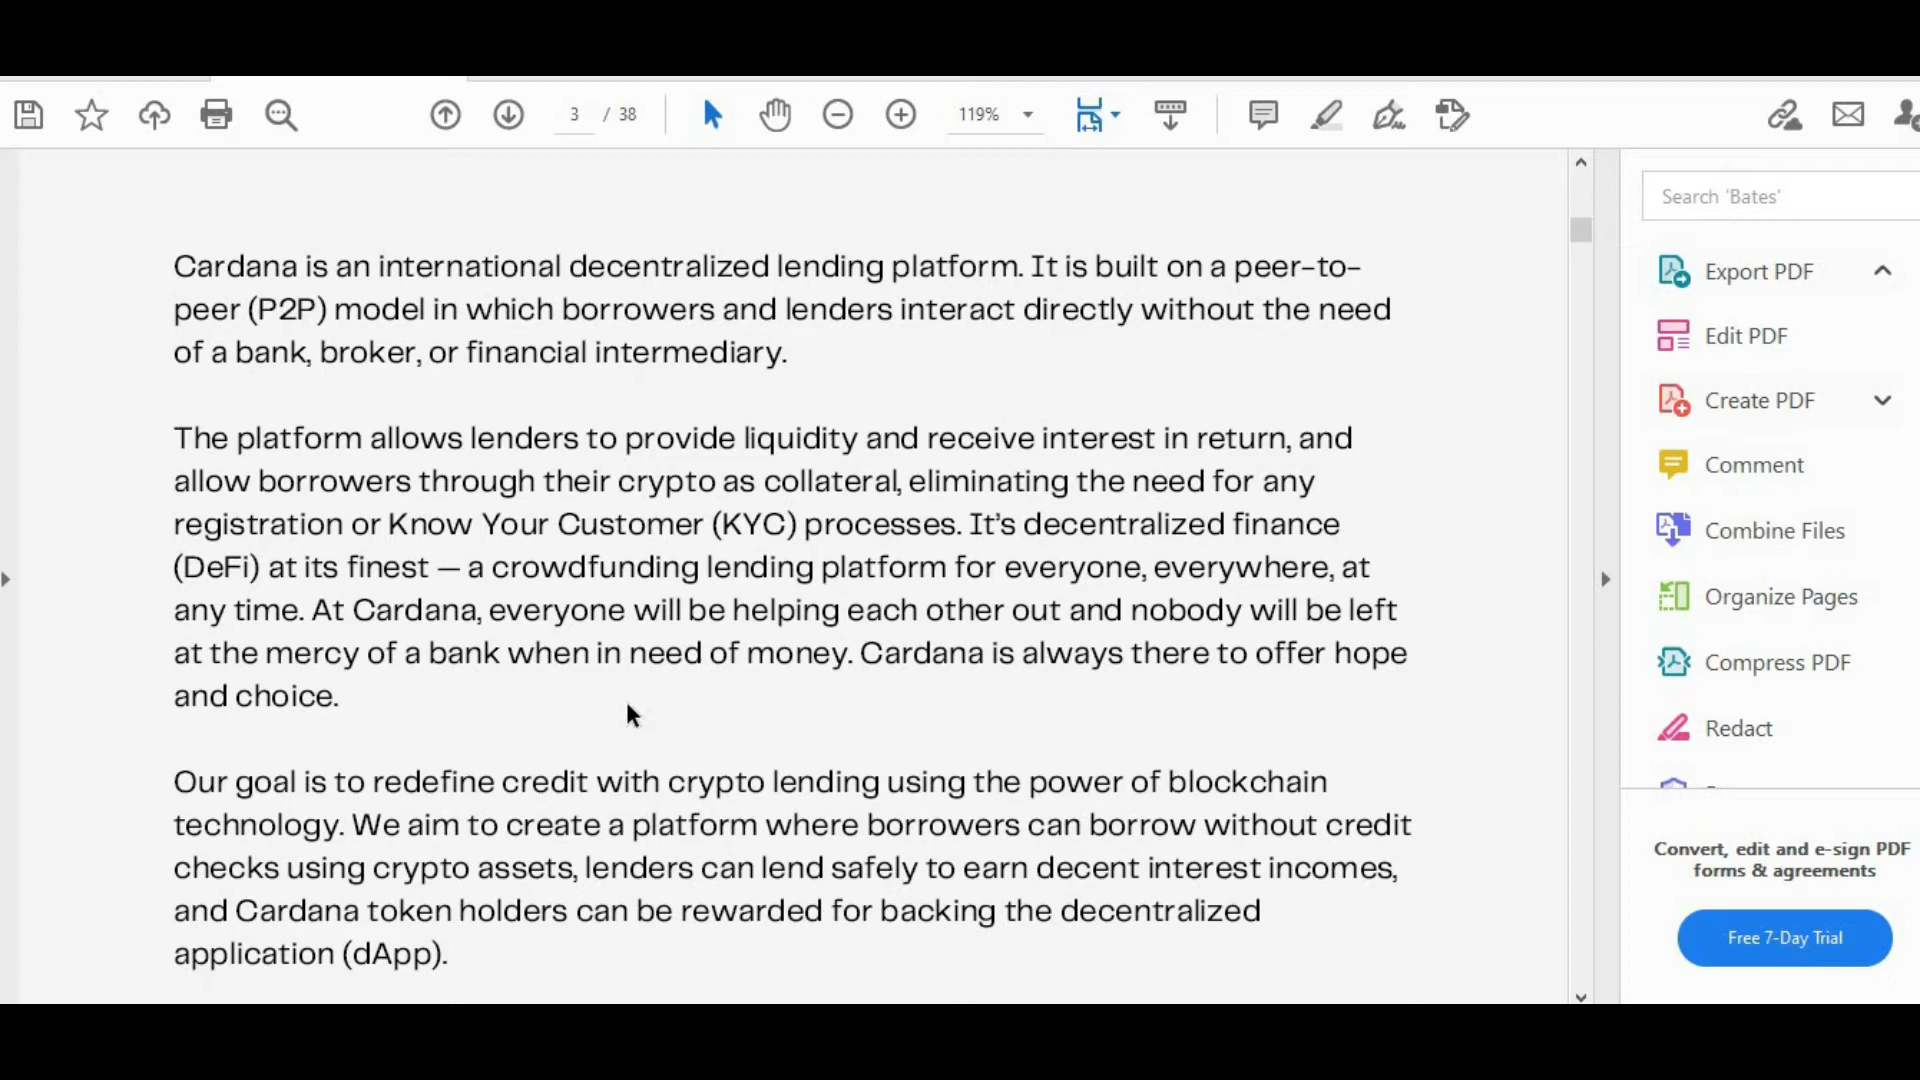 3 / 38
119%
Search 'Bates'
Cardana is an international decentralized lending platform. It is built on a peer-to-
peer (P2P) model in which borrowers and lenders interact directly without the need
of a bank, broker, or financial intermediary.
The platform allows lenders to provide liquidity and receive interest in return, and
allow borrowers through their crypto as collateral, eliminating the need for any
registration or Know Your Customer (KYC) processes. It's decentralized finance
(DeFi) at its finest — a crowdfunding lending platform for everyone, everywhere, at
any time. At Cardana, everyone will be helping each other out and nobody will be left
at the mercy of a bank when in need of money. Cardana is always there to offer hope
and choice.
Our goal is to redefine credit with crypto lending using the power of blockchain
technology. We aim to create a platform where borrowers can borrow without credit
checks using crypto assets, lenders can lend safely to earn decent interest incomes,
and Cardana token holders can be rewarded for backing the decentralized
application (dApp).
Export PDF
Edit PDF
Create PDF
Comment
Combine Files
Organize Pages
Compress PDF
Redact
Convert, edit and e-sign PDF
forms & agreements
Free 7-Day Trial